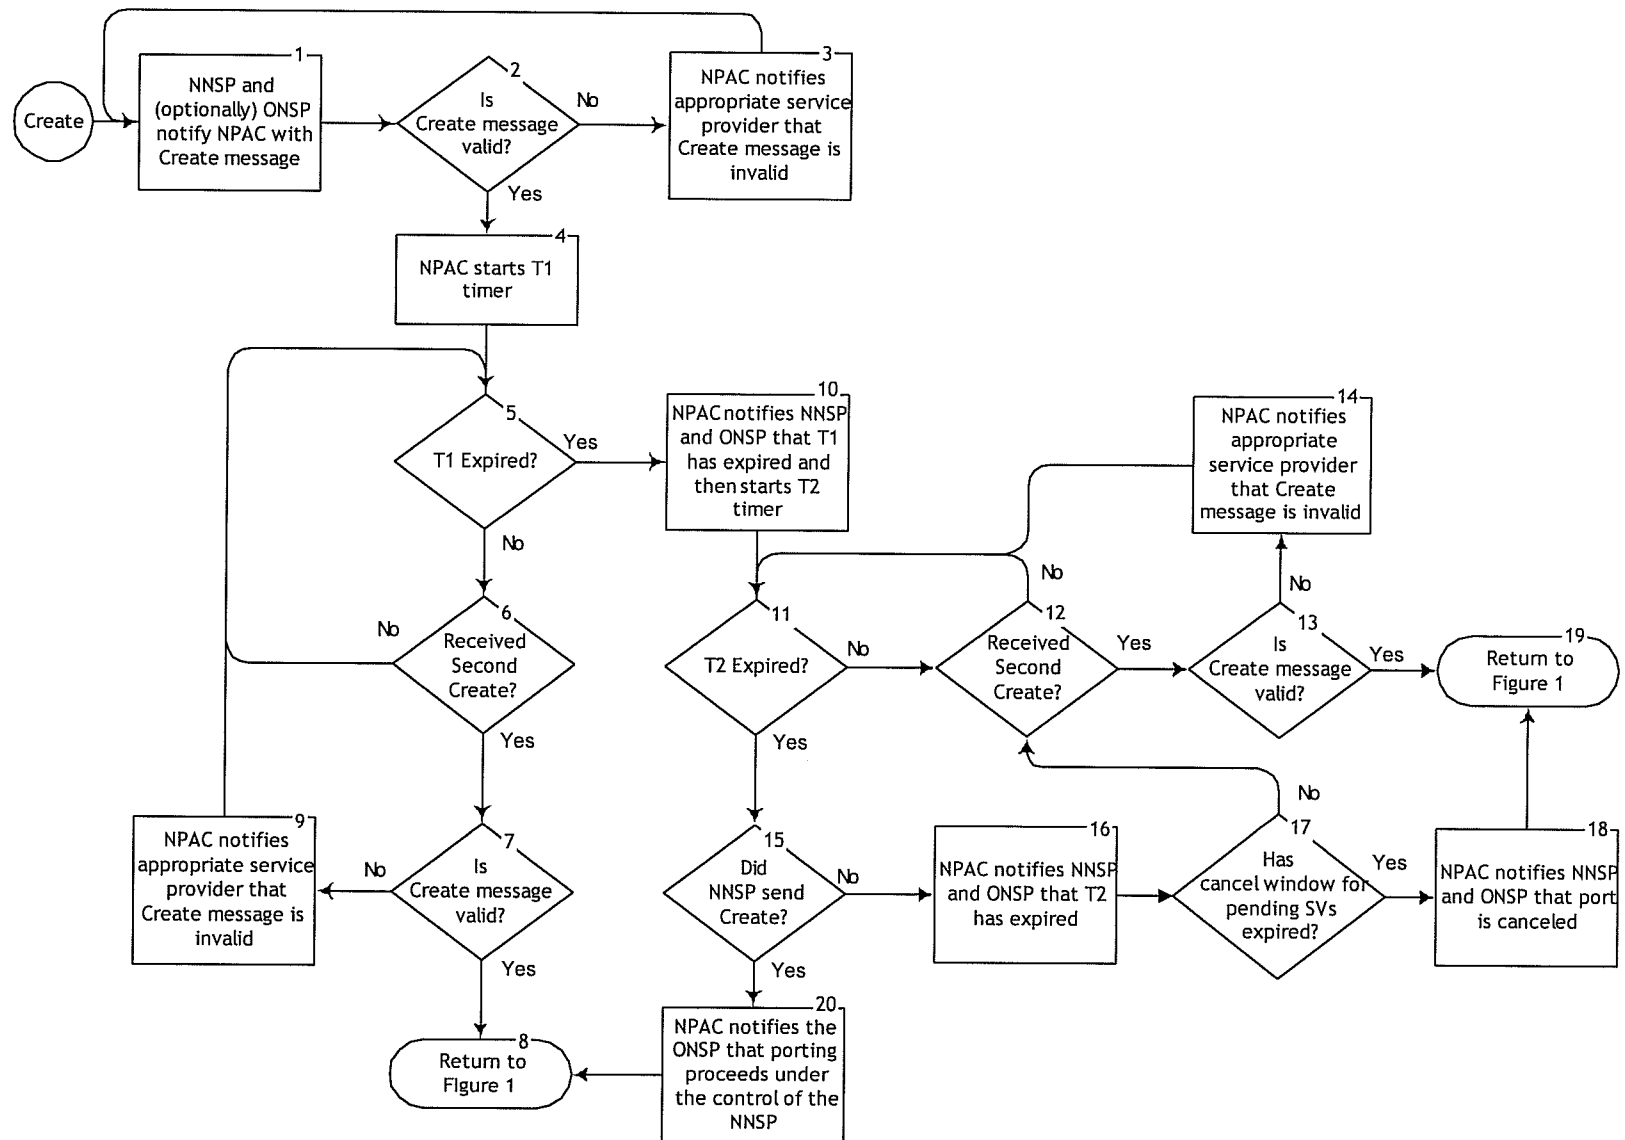 Create
1
NNSP and
(optionally) ONSP
notify NPAC with
Create message
2
Is
Create message
valid?
No
Yes
3
NPAC notifies
appropriate service
provider that
Create message is
invalid
4
NPAC starts T1
timer
5
T1 Expired?
Yes
No
6
Received
Second
Create?
No
Yes
7
Is
Create message
valid?
No
Yes
8
Return to
Figure 1
9
NPAC notifies
appropriate service
provider that
Create message is
invalid
10
NPAC notifies NNSP
and ONSP that T1
has expired and
then starts T2
timer
11
T2 Expired?
No
Yes
12
Received
Second
Create?
No
Yes
13
Is
Create message
valid?
No
Yes
14
NPAC notifies
appropriate
service provider
that Create
message is invalid
15
Did
NNSP send
Create?
No
Yes
16
NPAC notifies NNSP
and ONSP that T2
has expired
17
Has
cancel window for
pending SVs
expired?
No
Yes
18
NPAC notifies NNSP
and ONSP that port
is canceled
19
Return to
Figure 1
20
NPAC notifies the
ONSP that porting
proceeds under
the control of the
NNSP